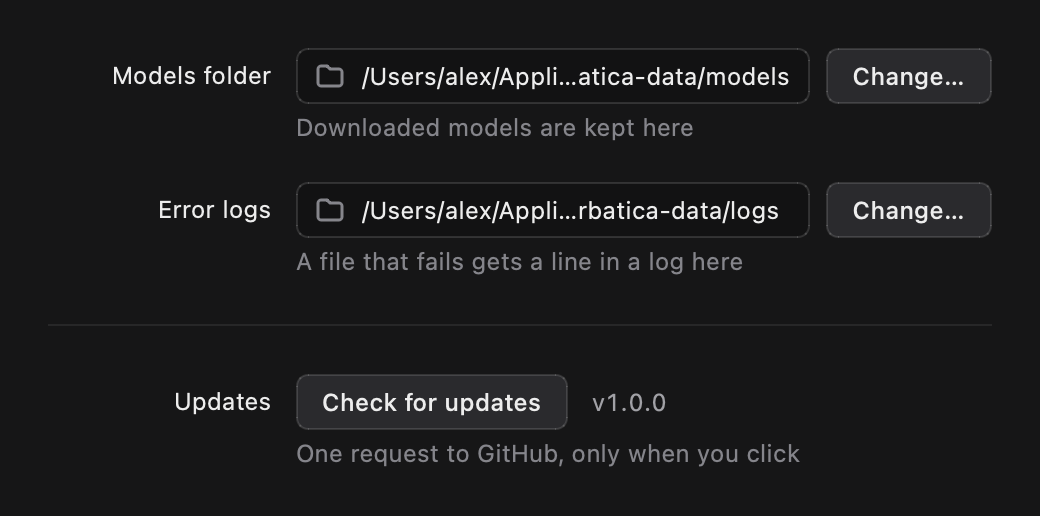 Models folder /Users/alex/Appli...atica-data/models Change...
Downloaded models are kept here
Error logs /Users/alex/Appli...rbatica-data/logs Change...
A file that fails gets a line in a log here
Updates Check for updates v1.0.0
One request to GitHub, only when you click